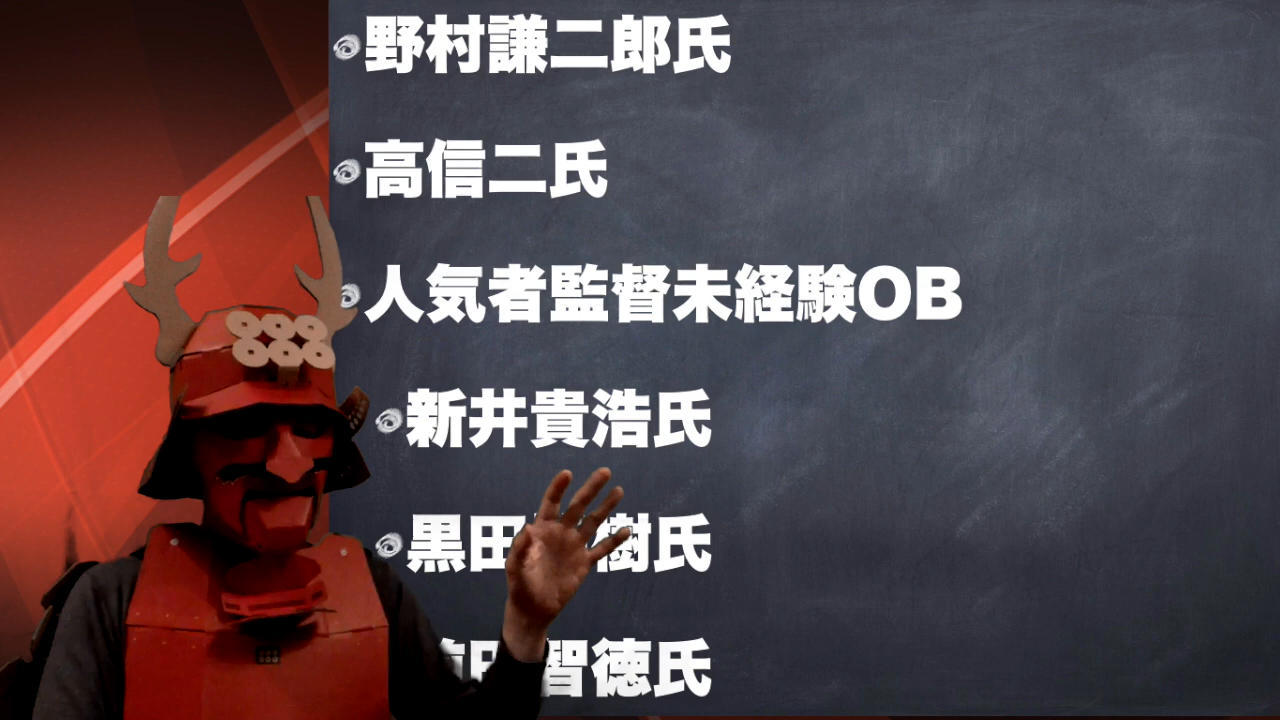 野村謙二郎氏
高信二氏
人気者監督未経験OB
新井貴浩氏
黒田 樹氏
智徳氏